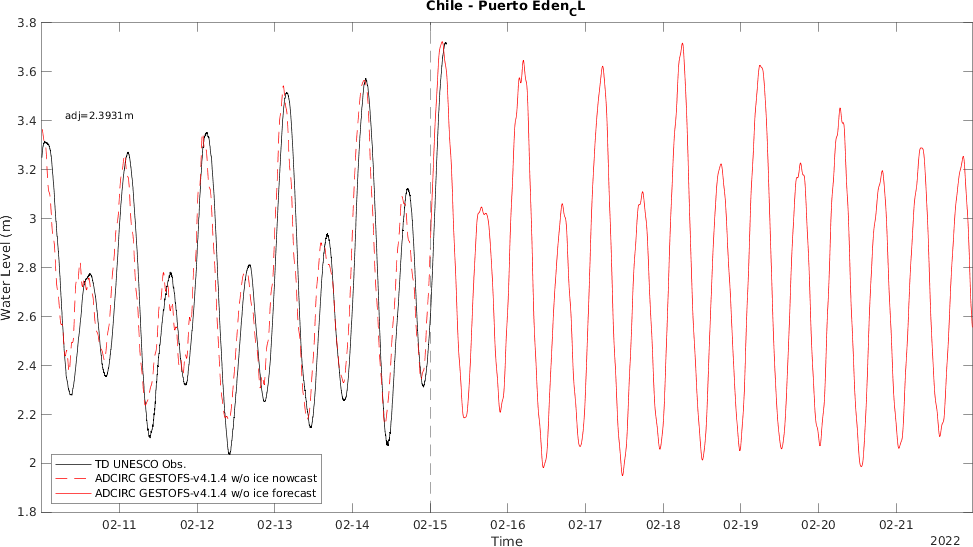 Chile - Puerto Eden_CL
3.8
3.6
3.4
3.2
3
2.8
2.6
2.4
2.2
2
1.8
Water Level (m)
adj=2.3931m
TD UNESCO Obs.
ADCIRC GESTOFS-v4.1.4 w/o ice nowcast
ADCIRC GESTOFS-v4.1.4 w/o ice forecast
02-11 02-12 02-13 02-14 02-15 02-16 02-17 02-18 02-19 02-20 02-21
Time
2022